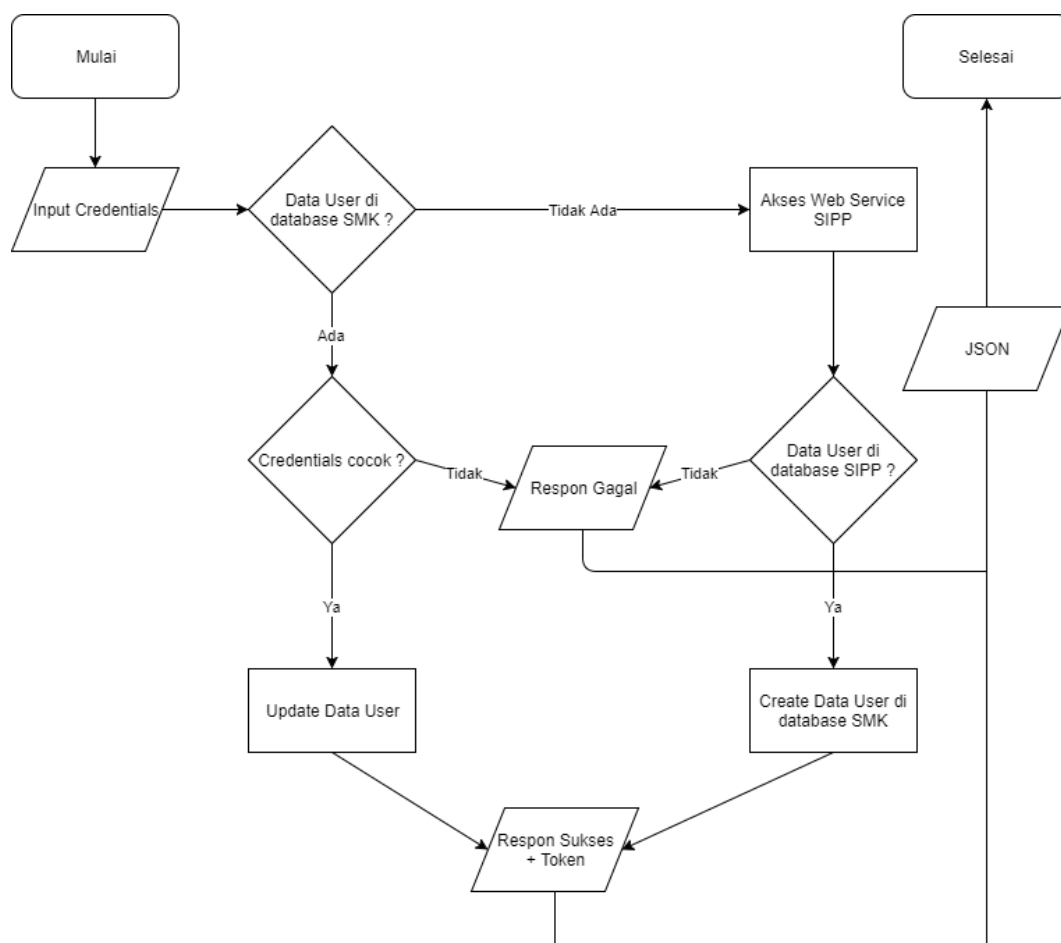 Mulai
Selesai
Input Credentials
Data User di
database SMK ?
Tidak Ada
Akses Web Service
SIPP
Ada
JSON
Credentials cocok ?
Tidak
Respon Gagal
Tidak
Data User di
database SIPP ?
Ya
Ya
Update Data User
Create Data User di
database SMK
Respon Sukses
+ Token